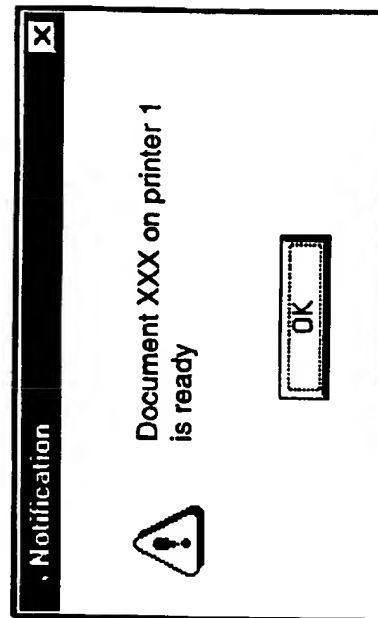 , Notification
Document XXX on printer 1
is ready
OK